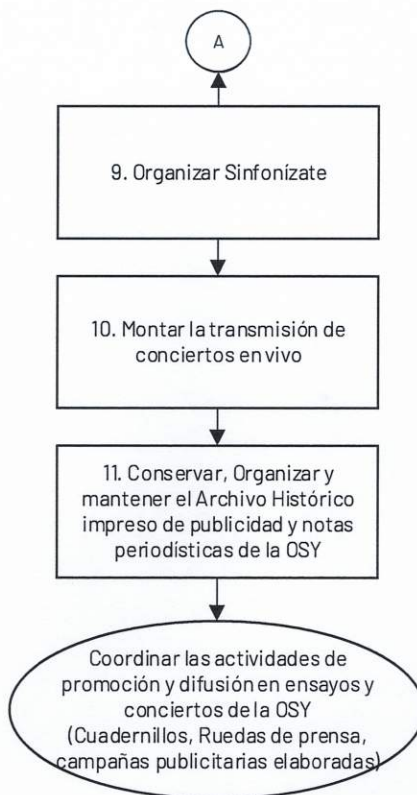 A
9. Organizar Sinfonízate
10. Montar la transmisión de
conciertos en vivo
11. Conservar, Organizar y
mantener el Archivo Histórico
impreso de publicidad y notas
periodísticas de la OSY
Coordinar las actividades de
promoción y difusión en ensayos y
conciertos de la OSY
(Cuadernillos, Ruedas de prensa,
campañas publicitarias elaboradas)